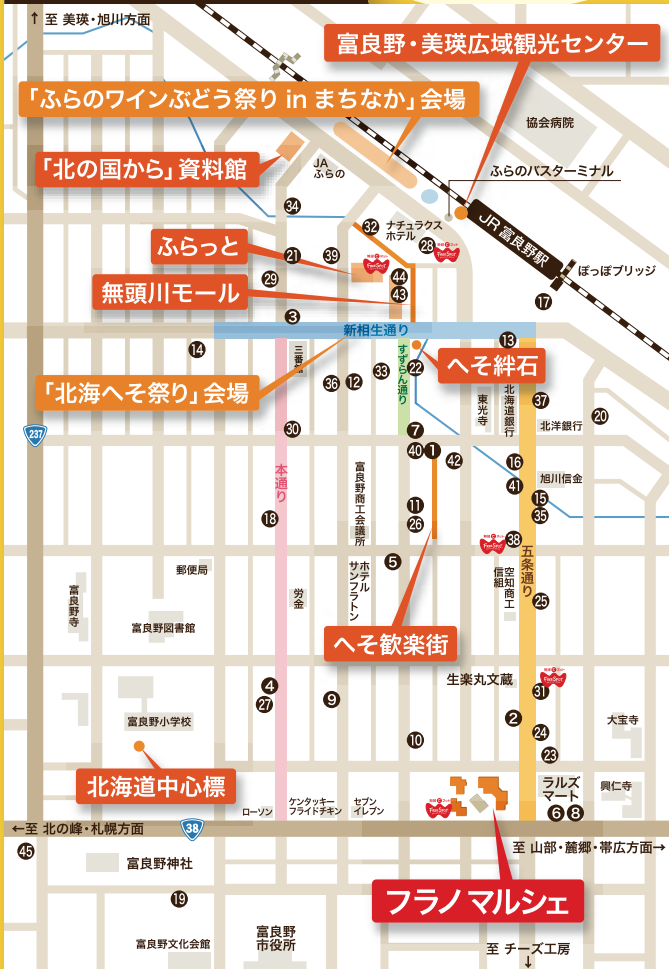 ↑ 至 美瑛・旭川方面
富良野・美瑛広域観光センター
「ふらのワインぶどう祭り in まちなか」会場
協会病院
「北の国から」資料館
JA
ふらの
ふらのバスターミナル
34
32
ナチュラクス
ホテル
28
JR 富良野駅
ふらっと
21
39
29
44
43
ぽっぽブリッジ
17
無頭川モール
3
新相生通り
14
三番館
すずらん通り
13
へそ絆石
22
33
36
12
「北海へそ祭り」会場
東光寺
北海道銀行
37
北洋銀行
20
237
30
7
40
1
42
16
41
旭川信金
15
35
本通り
富良野商工会議所
18
11
26
38
五条通り
郵便局
ホテル
サンフラトン
5
空知商工
信組
25
富良野寺
労金
富良野図書館
へそ歓楽街
生楽丸文蔵
31
4
27
9
2
富良野小学校
10
24
23
大宝寺
北海道中心標
ラルズ
マート
興仁寺
6
8
ローソン
ケンタッキー
フライドチキン
セブン
イレブン
←至 北の峰・札幌方面
38
至 山部・麓郷・帯広方面→
45
富良野神社
19
フラノ マルシェ
富良野文化会館
富良野
市役所
至 チーズ工房
↓